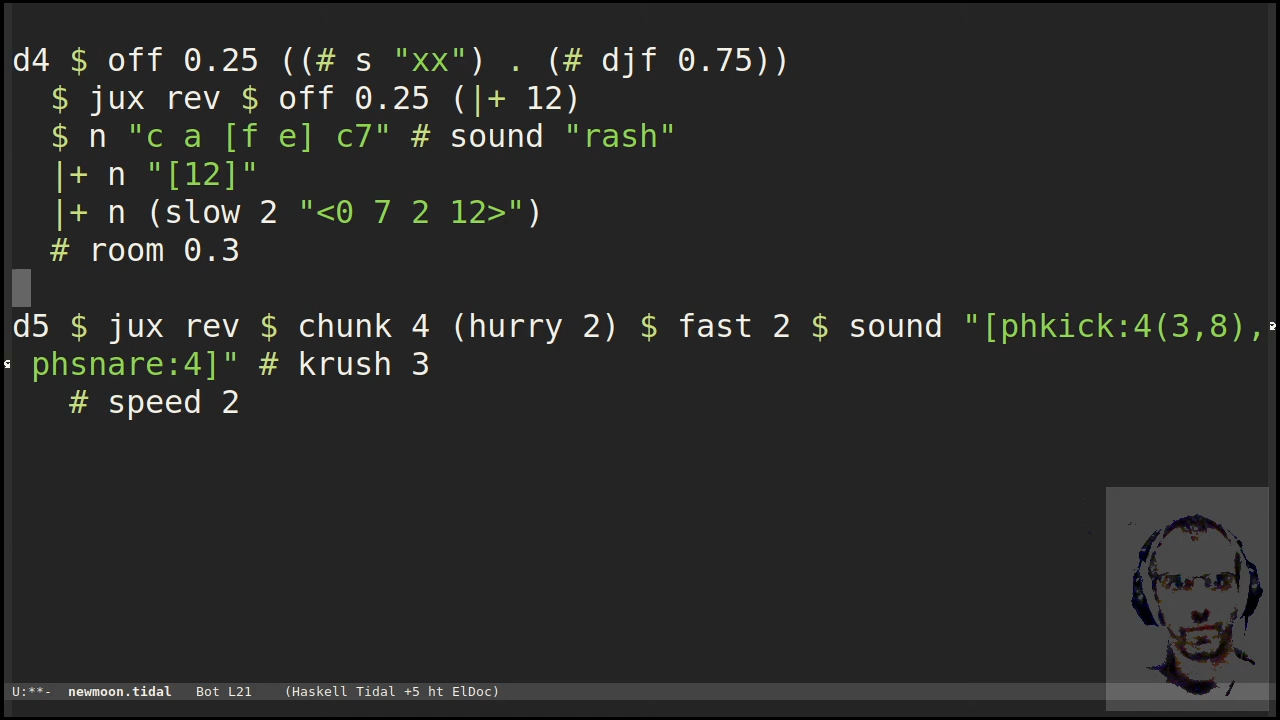 d4 $ off 0.25 ((# s "xx") . (# djf 0.75))
  $ jux rev $ off 0.25 (|+ 12)
  $ n "c a [f e] c7" # sound "rash"
  |+ n "[12]"
  |+ n (slow 2 "<0 7 2 12>")
  # room 0.3
d5 $ jux rev $ chunk 4 (hurry 2) $ fast 2 $ sound "[phkick:4(3,8),
 phsnare:4]" # krush 3
   # speed 2
U:**-  newmoon.tidal   Bot L21    (Haskell Tidal +5 ht ElDoc)